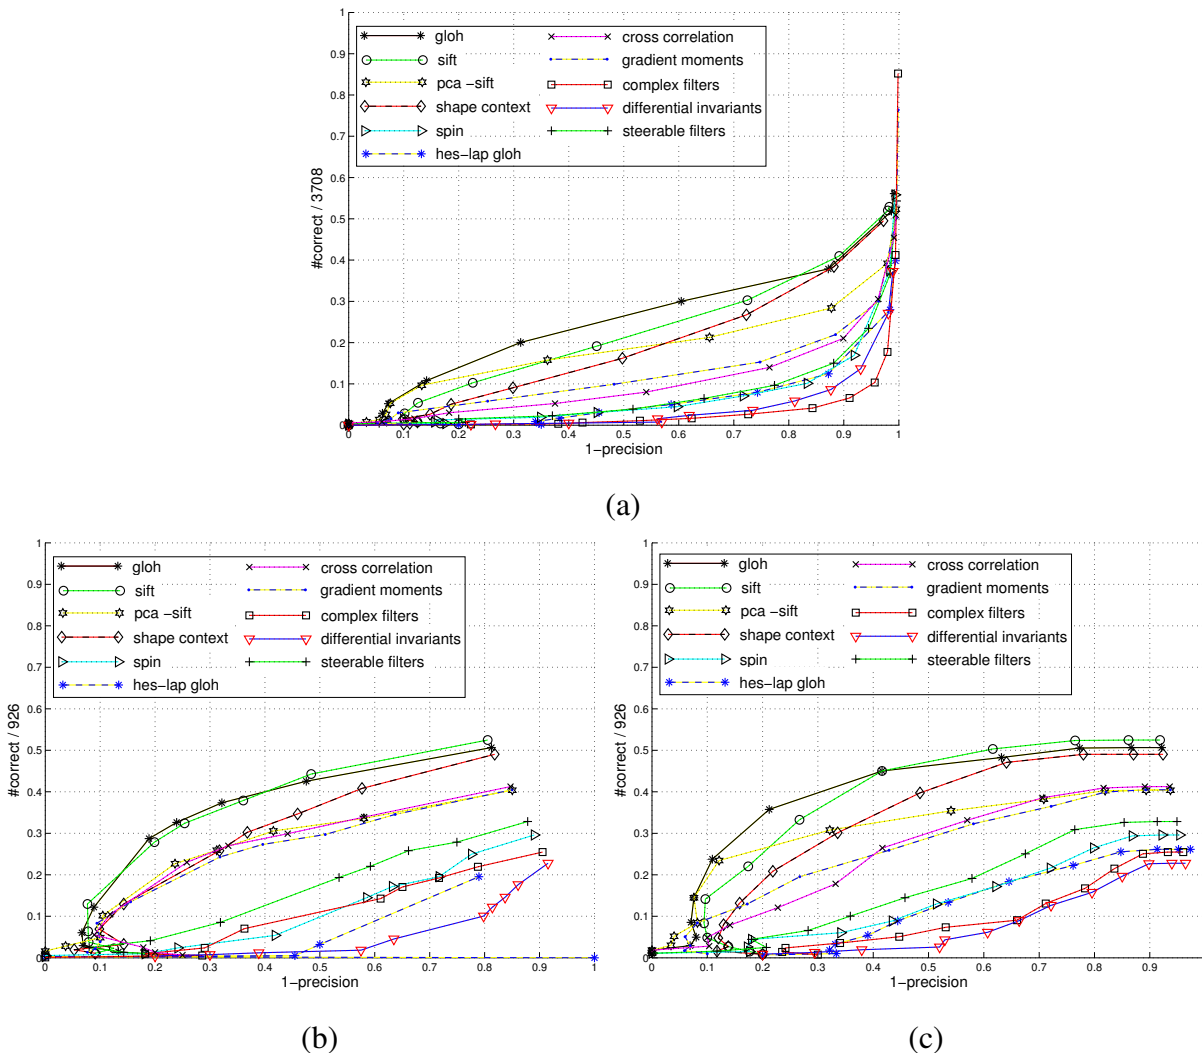 1
0.9
0.8
0.7
0.6
0.5
0.4
0.3
0.2
0.1
0
#correct / 3708
gloh
sift
pca -sift
shape context
spin
hes-lap gloh
cross correlation
gradient moments
complex filters
differential invariants
steerable filters
0 0.1 0.2 0.3 0.4 0.5 0.6 0.7 0.8 0.9 1
1-precision
(a)
1
0.9
0.8
0.7
0.6
0.5
0.4
0.3
0.2
0.1
0
#correct / 926
gloh
sift
pca -sift
shape context
spin
hes-lap gloh
cross correlation
gradient moments
complex filters
differential invariants
steerable filters
0 0.1 0.2 0.3 0.4 0.5 0.6 0.7 0.8 0.9 1
1-precision
(b)
1
0.9
0.8
0.7
0.6
0.5
0.4
0.3
0.2
0.1
0
#correct / 926
gloh
sift
pca -sift
shape context
spin
hes-lap gloh
cross correlation
gradient moments
complex filters
differential invariants
steerable filters
0 0.1 0.2 0.3 0.4 0.5 0.6 0.7 0.8 0.9
1-precision
(c)